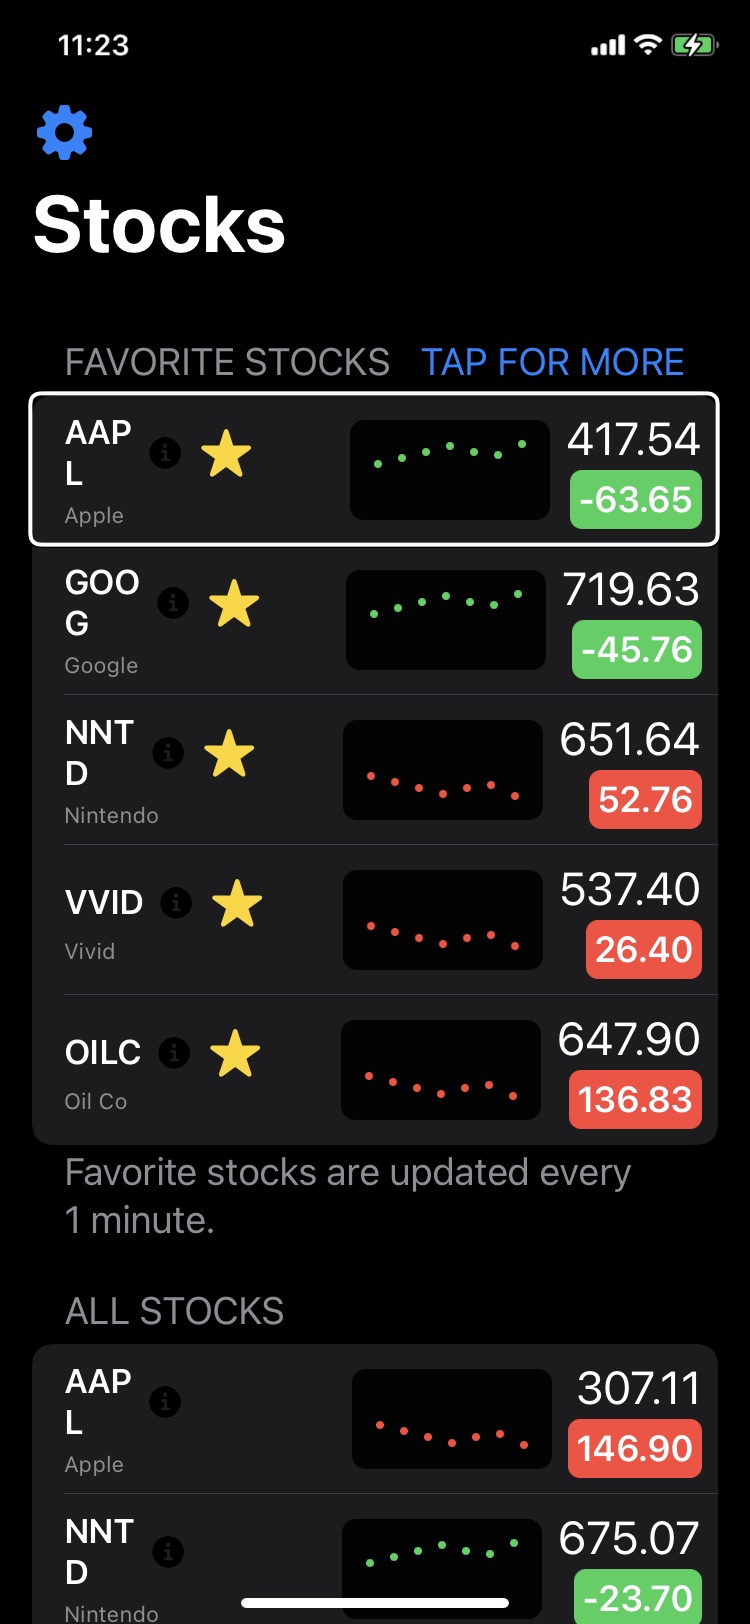 11:23
Stocks
FAVORITE STOCKS TAP FOR MORE
AAP
L
Apple
417.54
-63.65
GOO
G
Google
719.63
-45.76
NNT
D
Nintendo
651.64
52.76
VVID
Vivid
537.40
26.40
OILC
Oil Co
647.90
136.83
Favorite stocks are updated every
1 minute.
ALL STOCKS
AAP
L
Apple
307.11
146.90
NNT
D
Nintendo
675.07
-23.70